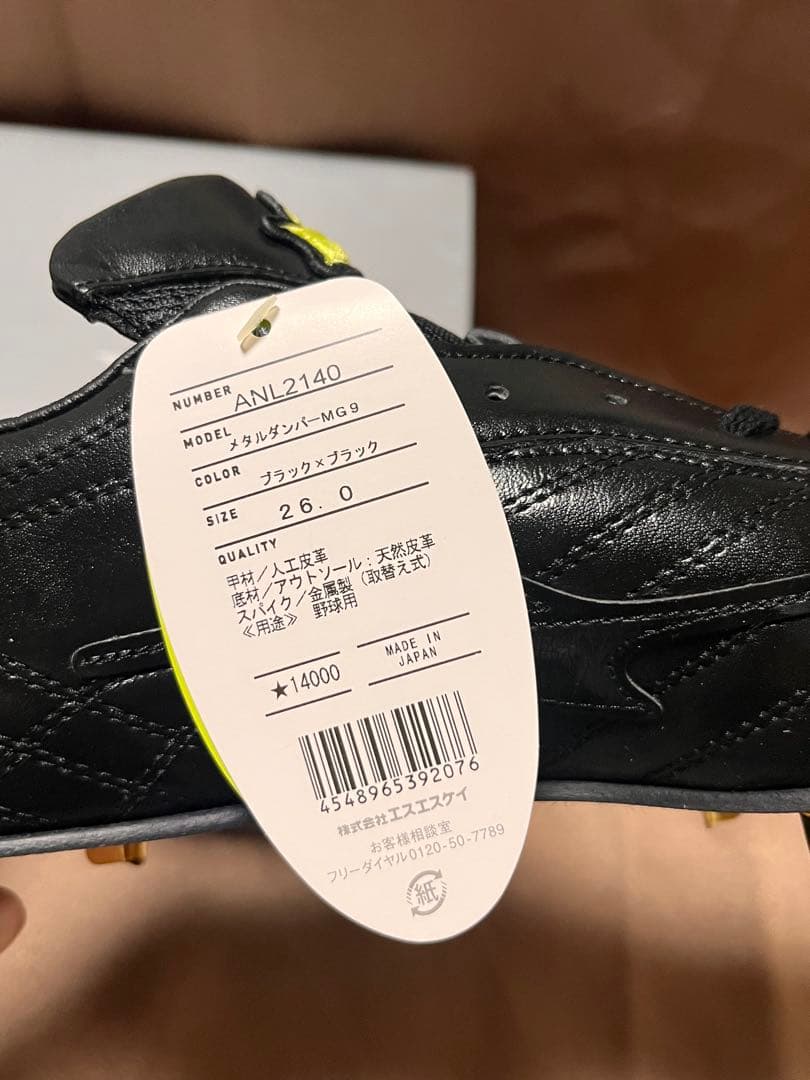 NUMBER ANL2140
MODEL メタルダンパーMG9
COLOR ブラック×ブラック
SIZE 26.0
QUALITY
甲材/人工皮革
底材/アウトソール:天然皮革
スパイク/金属製(取替え式)
≪用途≫ 野球用
★14000
MADE IN
JAPAN
4548965392076
株式会社エスエスケイ
お客様相談室
フリーダイヤル0120-50-7789
紙